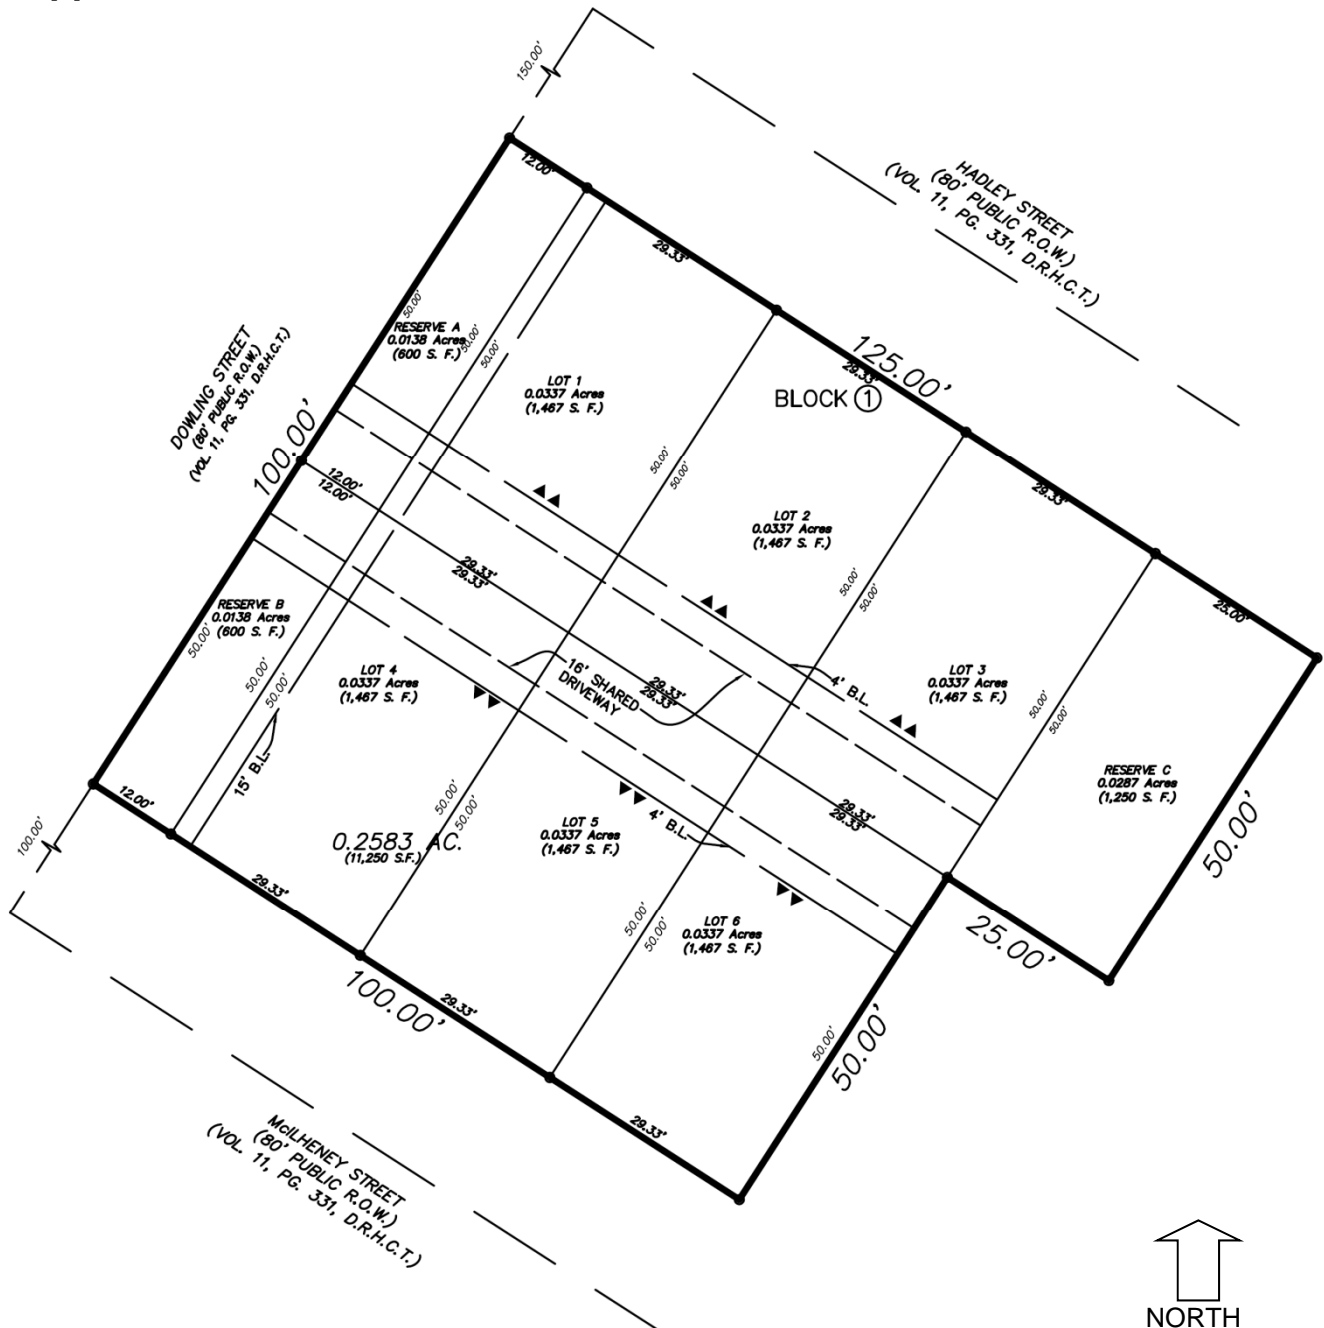 150.00'
HADLEY STREET
(80' PUBLIC R.O.W.)
(VOL. 11, PG. 331, D.R.H.C.T.)
12.00'
29.33'
125.00'
29.33'
BLOCK 1
29.33'
25.00'
DOWLING STREET
(80' PUBLIC R.O.W.)
(VOL. 11, PG. 331, D.R.H.C.T.)
100.00'
50.00'
RESERVE A
0.0138 Acres
(600 S. F.)
50.00'
50.00'
LOT 1
0.0337 Acres
(1,467 S. F.)
50.00'
50.00'
LOT 2
0.0337 Acres
(1,467 S. F.)
50.00'
50.00'
LOT 3
0.0337 Acres
(1,467 S. F.)
50.00'
50.00'
RESERVE C
0.0287 Acres
(1,250 S. F.)
50.00'
25.00'
12.00'
12.00'
29.33'
29.33'
29.33'
29.33'
29.33'
29.33'
16' SHARED
DRIVEWAY
4' B.L.
4' B.L.
RESERVE B
0.0138 Acres
(600 S. F.)
50.00'
50.00'
50.00'
15' B.L.
LOT 4
0.0337 Acres
(1,467 S. F.)
0.2583 AC.
(11,250 S.F.)
50.00'
50.00'
LOT 5
0.0337 Acres
(1,467 S. F.)
50.00'
50.00'
LOT 6
0.0337 Acres
(1,467 S. F.)
50.00'
50.00'
12.00'
100.00'
29.33'
100.00'
29.33'
29.33'
McILHENEY STREET
(80' PUBLIC R.O.W.)
(VOL. 11, PG. 331, D.R.H.C.T.)
NORTH